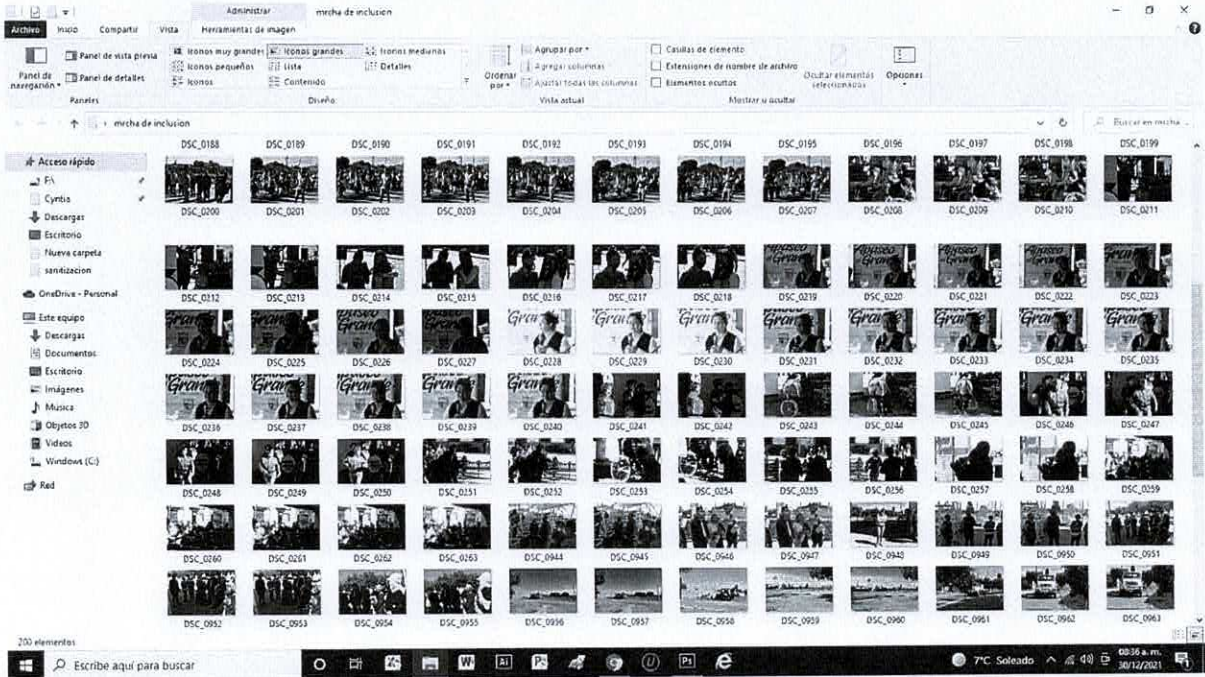 Administrar mrcha de inclusion
Archivo Inicio Compartir Vista Herramientas de imagen
Panel de navegación
Panel de vista previa
Panel de detalles
Paneles
Iconos muy grandes Iconos grandes Iconos medianos
Iconos pequeños Lista Detalles
Iconos Contenido
Diseño
Ordenar por
Agrupar por
Agregar columnas
Ajustar todas las columnas
Vista actual
Casillas de elemento
Extensiones de nombre de archivo
Elementos ocultos
Ocultar elementos seleccionados
Mostrar u ocultar
Opciones
mrcha de inclusion
Buscar en mrcha
Acceso rápido
F:\
Cyntia
Descargas
Escritorio
Nueva carpeta
sanitizacion
OneDrive - Personal
Este equipo
Descargas
Documentos
Escritorio
Imágenes
Música
Objetos 3D
Videos
Windows (C:)
Red
DSC_0188 DSC_0189 DSC_0190 DSC_0191 DSC_0192 DSC_0193 DSC_0194 DSC_0195 DSC_0196 DSC_0197 DSC_0198 DSC_0199
DSC_0200 DSC_0201 DSC_0202 DSC_0203 DSC_0204 DSC_0205 DSC_0206 DSC_0207 DSC_0208 DSC_0209 DSC_0210 DSC_0211
DSC_0212 DSC_0213 DSC_0214 DSC_0215 DSC_0216 DSC_0217 DSC_0218 DSC_0219 DSC_0220 DSC_0221 DSC_0222 DSC_0223
DSC_0224 DSC_0225 DSC_0226 DSC_0227 DSC_0228 DSC_0229 DSC_0230 DSC_0231 DSC_0232 DSC_0233 DSC_0234 DSC_0235
DSC_0236 DSC_0237 DSC_0238 DSC_0239 DSC_0240 DSC_0241 DSC_0242 DSC_0243 DSC_0244 DSC_0245 DSC_0246 DSC_0247
DSC_0248 DSC_0249 DSC_0250 DSC_0251 DSC_0252 DSC_0253 DSC_0254 DSC_0255 DSC_0256 DSC_0257 DSC_0258 DSC_0259
DSC_0260 DSC_0261 DSC_0262 DSC_0263 DSC_0944 DSC_0945 DSC_0946 DSC_0947 DSC_0948 DSC_0949 DSC_0950 DSC_0951
DSC_0952 DSC_0953 DSC_0954 DSC_0955 DSC_0956 DSC_0957 DSC_0958 DSC_0959 DSC_0960 DSC_0961 DSC_0962 DSC_0963
200 elementos
Escribe aquí para buscar
7°C Soleado
08:36 a. m.
30/12/2021